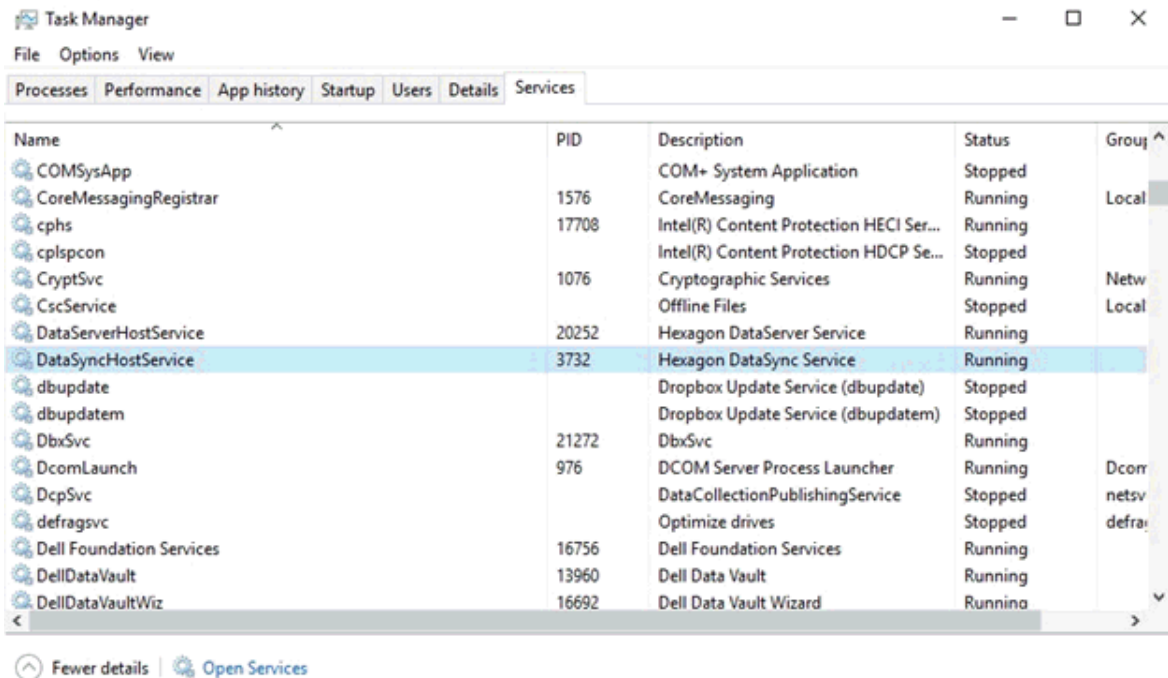 Task Manager
File Options View
Processes Performance App history Startup Users Details Services
Name PID Description Status Group
COMSysApp COM+ System Application Stopped
CoreMessagingRegistrar 1576 CoreMessaging Running Local
cphs 17708 Intel(R) Content Protection HECI Ser... Running
cplspcon Intel(R) Content Protection HDCP Se... Stopped
CryptSvc 1076 Cryptographic Services Running Netw
CscService Offline Files Stopped Local
DataServerHostService 20252 Hexagon DataServer Service Running
DataSyncHostService 3732 Hexagon DataSync Service Running
dbupdate Dropbox Update Service (dbupdate) Stopped
dbupdatem Dropbox Update Service (dbupdatem) Stopped
DbxSvc 21272 DbxSvc Running
DcomLaunch 976 DCOM Server Process Launcher Running Dcom
DcpSvc DataCollectionPublishingService Stopped netsv
defragsvc Optimize drives Stopped defra
Dell Foundation Services 16756 Dell Foundation Services Running
DellDataVault 13960 Dell Data Vault Running
DellDataVaultWiz 16692 Dell Data Vault Wizard Running
Fewer details Open Services